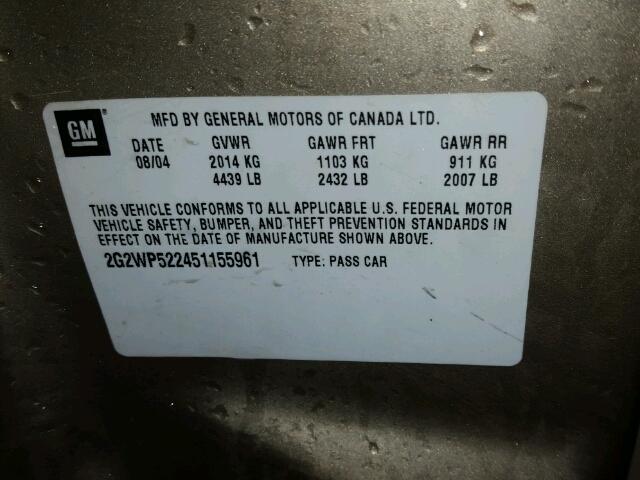 GM
MFD BY GENERAL MOTORS OF CANADA LTD.
DATE GVWR GAWR FRT GAWR RR
08/04 2014 KG 1103 KG 911 KG
4439 LB 2432 LB 2007 LB
THIS VEHICLE CONFORMS TO ALL APPLICABLE U.S. FEDERAL MOTOR
VEHICLE SAFETY, BUMPER, AND THEFT PREVENTION STANDARDS IN
EFFECT ON THE DATE OF MANUFACTURE SHOWN ABOVE.
2G2WP522451155961 TYPE: PASS CAR